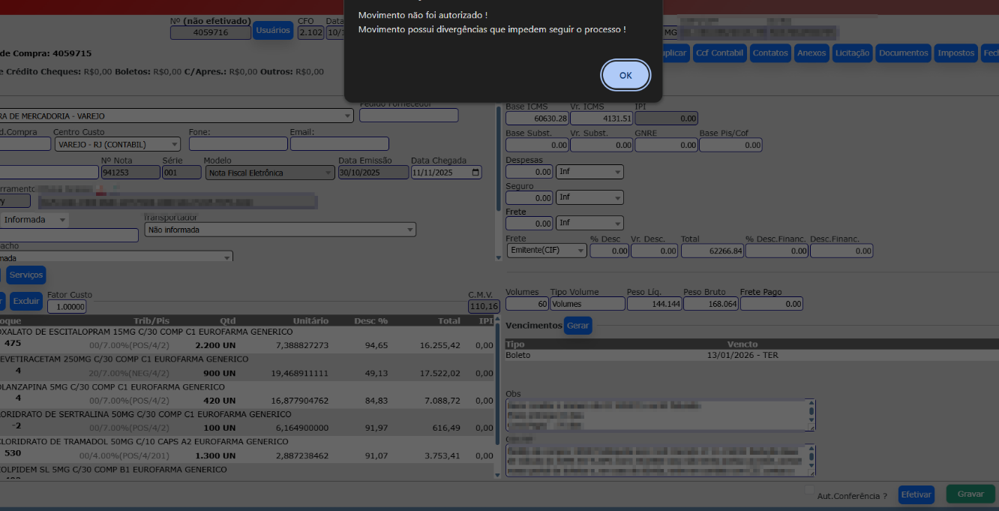 Movimento não foi autorizado !
Movimento possui divergências que impedem seguir o processo !
OK
Nº (não efetivado) CFO Data
4059716 Usuários 2.102 10/ MG
de Compra: 4059715
plicar Ccf Contabil Contatos Anexos Licitação Documentos Impostos Fech
e Crédito Cheques: R$0,00 Boletos: R$0,00 C/Apres.: R$0,00 Outros: R$0,00
Pedido Fornecedor
RA DE MERCADORIA - VAREJO
d.Compra Centro Custo Fone: Email:
VAREJO - RJ (CONTABIL)
Nº Nota Série Modelo Data Emissão Data Chegada
941253 001 Nota Fiscal Eletrônica 30/10/2025 11/11/2025
rramento
Informada Transportador
Não informada
pacho
mada
Serviços
Excluir Fator Custo C.M.V.
1.00000 110,16
oque Trib/Pis Qtd Unitário Desc % Total IPI
OXALATO DE ESCITALOPRAM 15MG C/30 COMP C1 EUROFARMA GENERICO
475 00/7.00%(POS/4/2) 2.200 UN 7,388827273 94,65 16.255,42 0,00
EVETIRACETAM 250MG C/30 COMP C1 EUROFARMA GENERICO
4 20/7.00%(NEG/4/2) 900 UN 19,468911111 49,13 17.522,02 0,00
OLANZAPINA 5MG C/30 COMP C1 EUROFARMA GENERICO
4 00/7.00%(POS/4/2) 420 UN 16,877904762 84,83 7.088,72 0,00
LORIDRATO DE SERTRALINA 50MG C/30 COMP C1 EUROFARMA GENERICO
-2 00/7.00%(POS/4/2) 100 UN 6,164900000 91,97 616,49 0,00
CLORIDRATO DE TRAMADOL 50MG C/10 CAPS A2 EUROFARMA GENERICO
530 00/4.00%(POS/4/201) 1.300 UN 2,887238462 91,07 3.753,41 0,00
OLPIDEM SL 5MG C/30 COMP B1 EUROFARMA GENERICO
Base ICMS Vr. ICMS IPI
60630.28 4131.51 0.00
Base Subst. Vr. Subst. GNRE Base Pis/Cof
0.00 0.00 0.00 0.00
Despesas
0.00 Inf
Seguro
0.00 Inf
Frete
0.00 Inf
Frete % Desc Vr. Desc. Total % Desc.Financ. Desc.Financ.
Emitente(CIF) 0.00 0.00 62266.84 0.00 0.00
Volumes Tipo Volume Peso Líq. Peso Bruto Frete Pago
60 Volumes 144.144 168.064 0.00
Vencimentos Gerar
Tipo Vencto
Boleto 13/01/2026 - TER
Obs
Aut.Conferência ? Efetivar Gravar